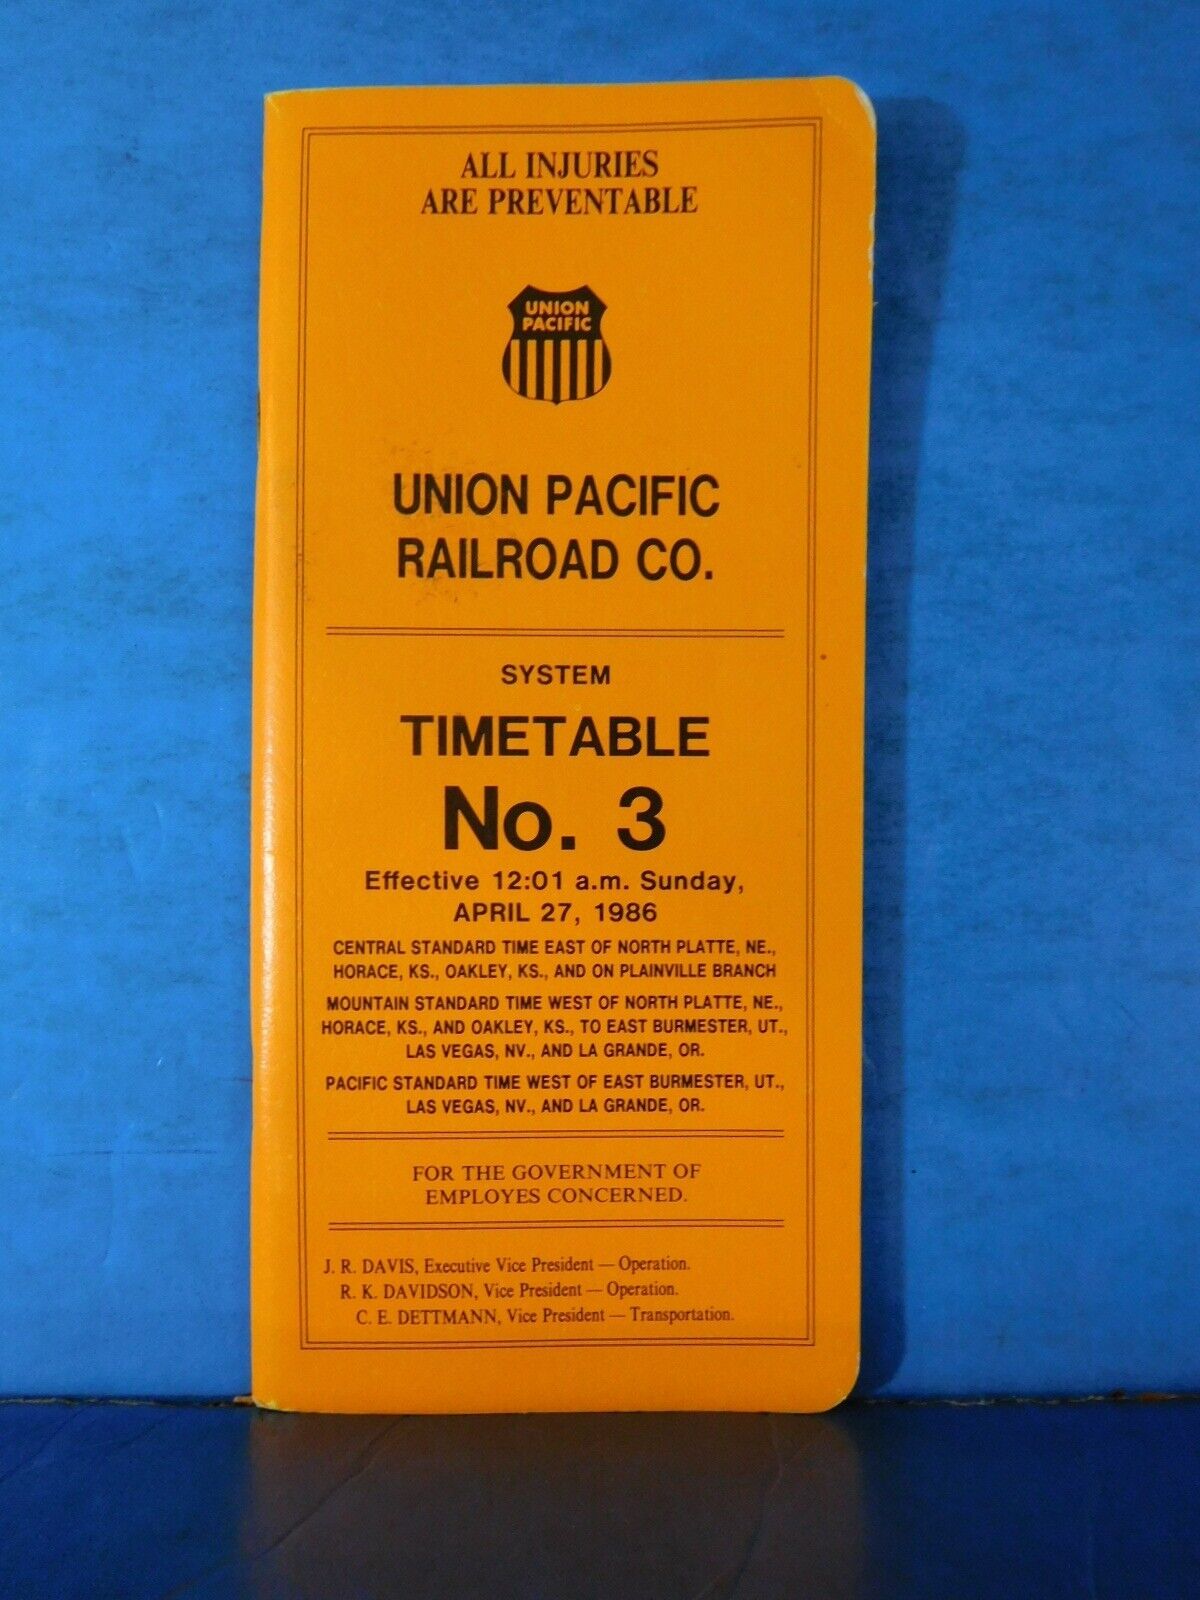 ALL INJURIES
ARE PREVENTABLE
UNION
PACIFIC
UNION PACIFIC
RAILROAD CO.
SYSTEM
TIMETABLE
No. 3
Effective 12:01 a.m. Sunday,
APRIL 27, 1986
CENTRAL STANDARD TIME EAST OF NORTH PLATTE, NE.,
HORACE, KS., OAKLEY, KS., AND ON PLAINVILLE BRANCH
MOUNTAIN STANDARD TIME WEST OF NORTH PLATTE, NE.,
HORACE, KS., AND OAKLEY, KS., TO EAST BURMESTER, UT.,
LAS VEGAS, NV., AND LA GRANDE, OR.
PACIFIC STANDARD TIME WEST OF EAST BURMESTER, UT.,
LAS VEGAS, NV., AND LA GRANDE, OR.
FOR THE GOVERNMENT OF
EMPLOYES CONCERNED.
J. R. DAVIS, Executive Vice President — Operation.
R. K. DAVIDSON, Vice President — Operation.
C. E. DETTMANN, Vice President — Transportation.